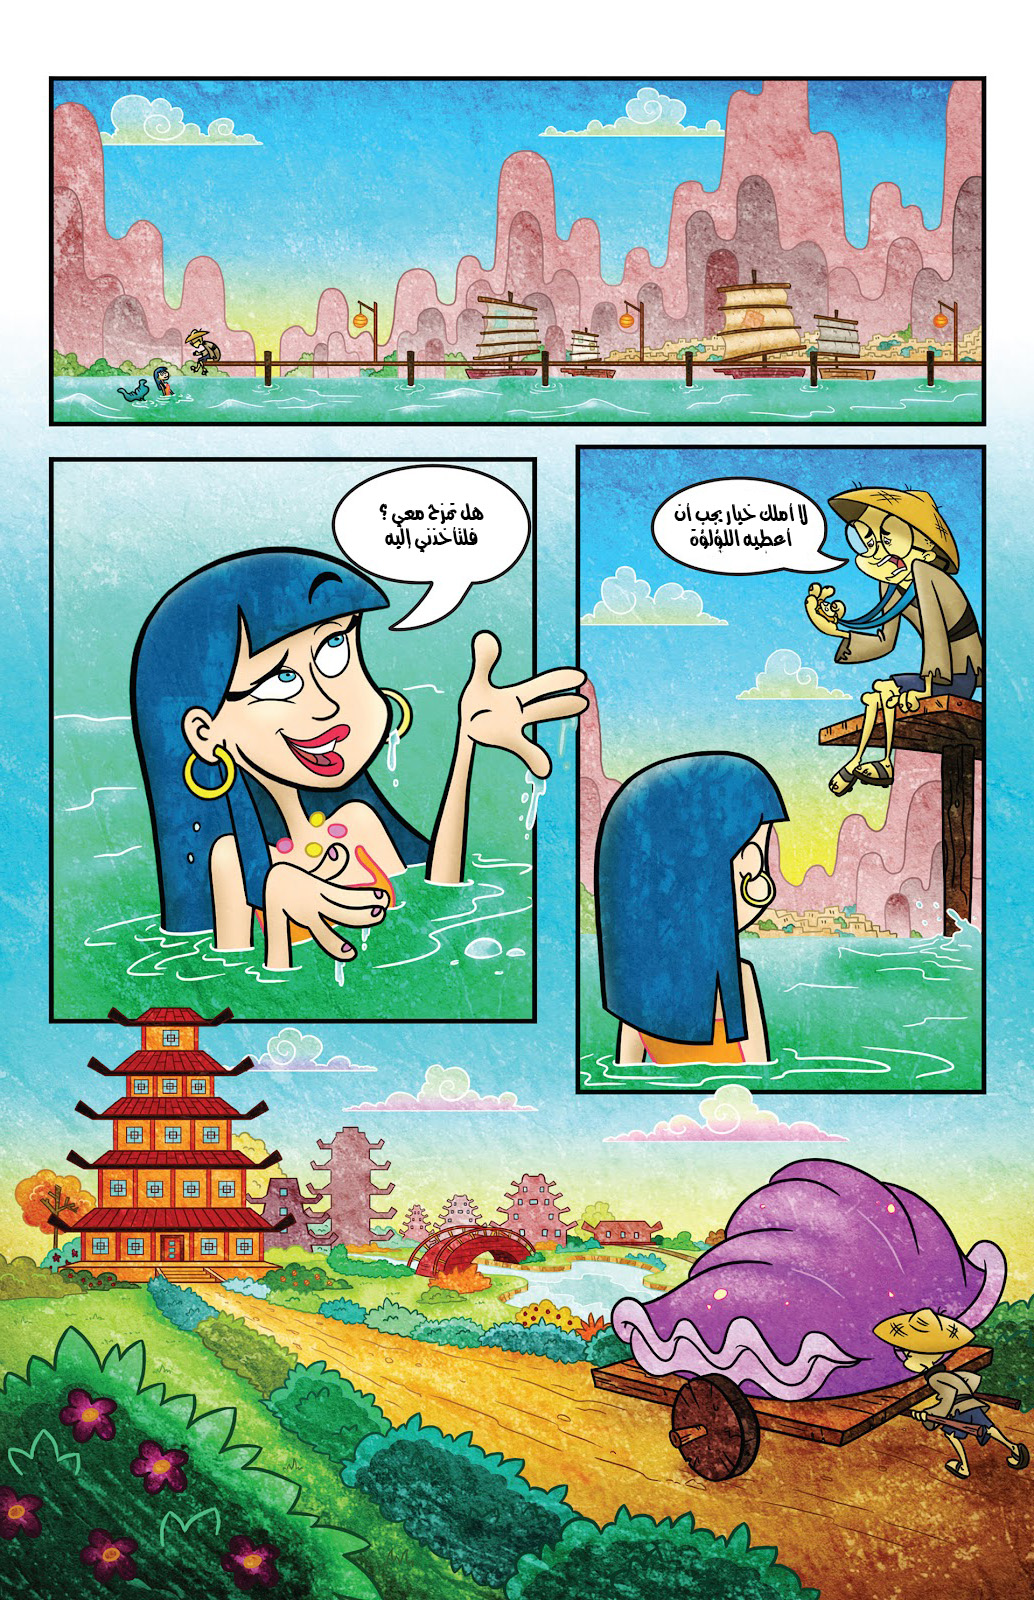 لا أملك خيار يجب أن
أعطيه اللؤلؤة
هل تمزح معي ؟
فلتأخذني إليه